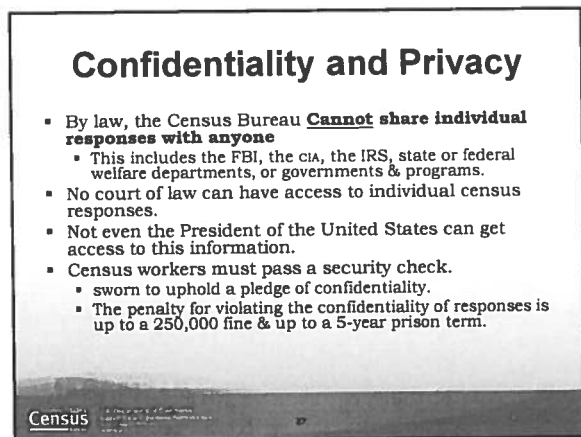 Confidentiality and Privacy
▪ By law, the Census Bureau Cannot share individual
responses with anyone
▪ This includes the FBI, the CIA, the IRS, state or federal
welfare departments, or governments & programs.
▪ No court of law can have access to individual census
responses.
▪ Not even the President of the United States can get
access to this information.
▪ Census workers must pass a security check.
▪ sworn to uphold a pledge of confidentiality.
▪ The penalty for violating the confidentiality of responses is
up to a 250,000 fine & up to a 5-year prison term.
Census